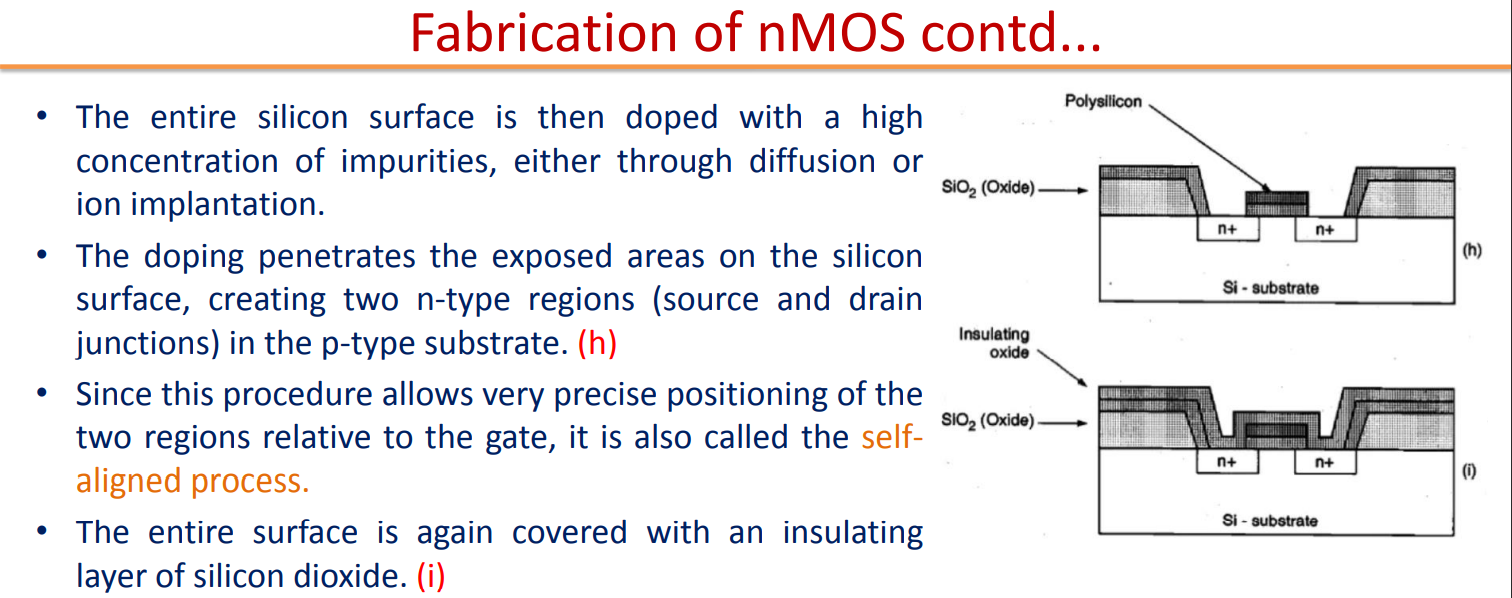 Fabrication of nMOS contd...
• The entire silicon surface is then doped with a high
concentration of impurities, either through diffusion or
ion implantation.
• The doping penetrates the exposed areas on the silicon
surface, creating two n-type regions (source and drain
junctions) in the p-type substrate. (h)
• Since this procedure allows very precise positioning of the
two regions relative to the gate, it is also called the self-
aligned process.
• The entire surface is again covered with an insulating
layer of silicon dioxide. (i)
Polysilicon
SiO₂ (Oxide)
n+ n+
(h)
Si - substrate
Insulating
oxide
SiO₂ (Oxide)
n+ n+
(i)
Si - substrate